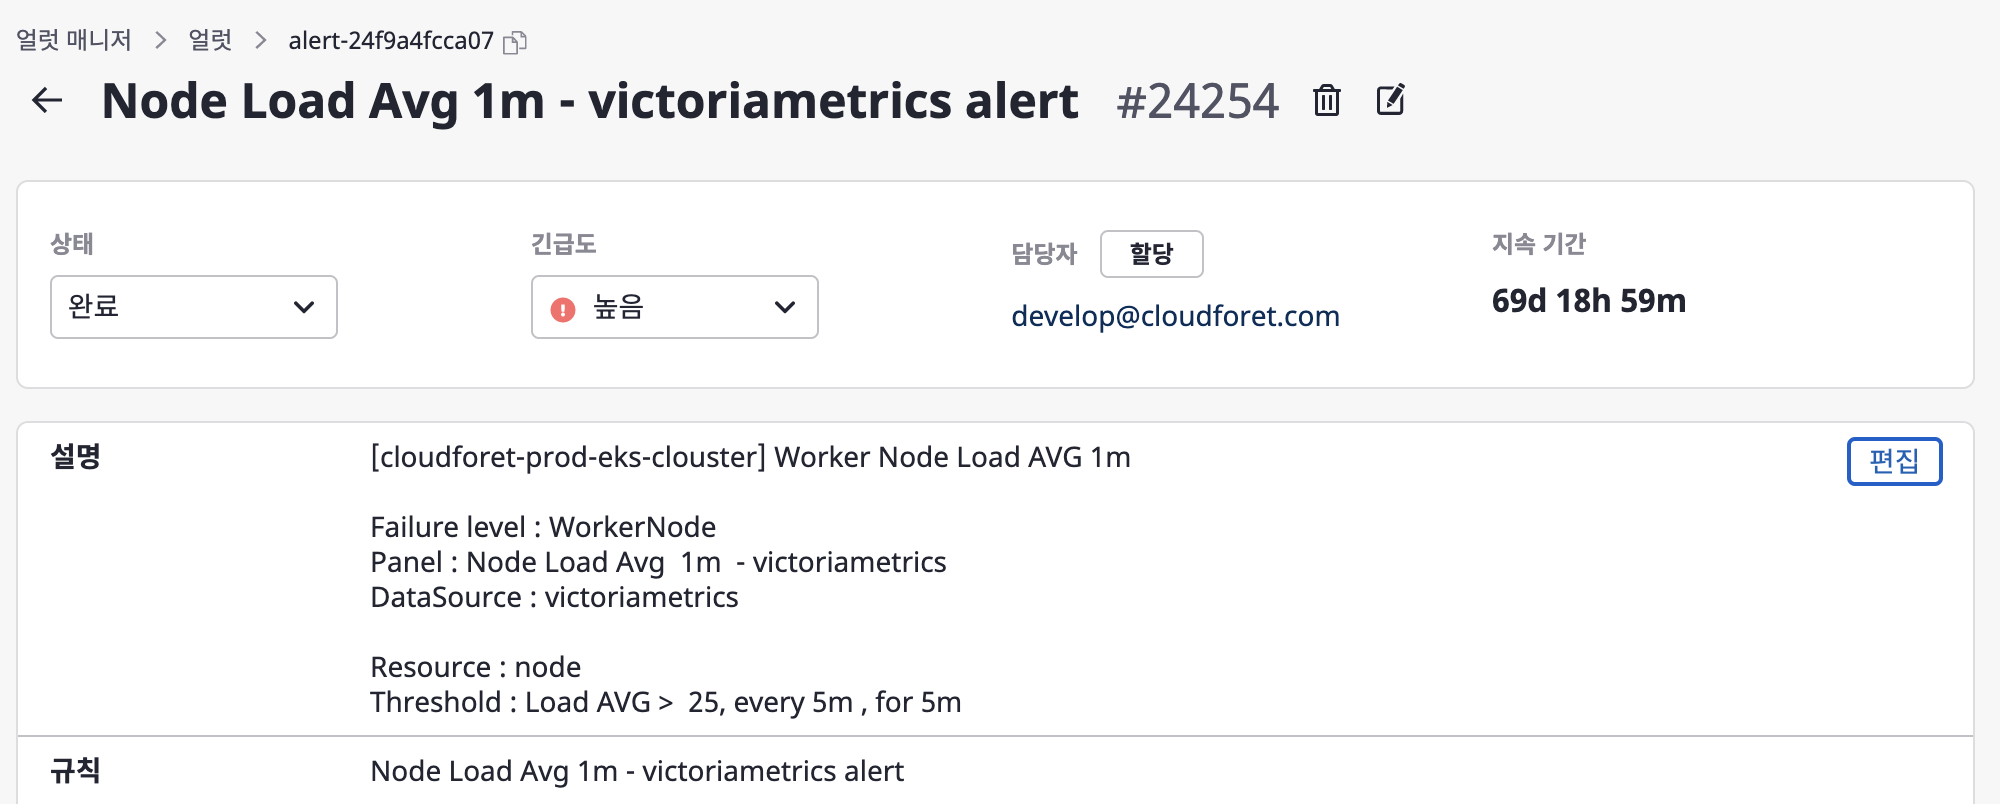 얼럿 매니저 > 얼럿 > alert-24f9a4fcca07
Node Load Avg 1m - victoriametrics alert #24254
상태
완료
긴급도
높음
담당자 할당
develop@cloudforet.com
지속 기간
69d 18h 59m
설명
편집
[cloudforet-prod-eks-clouster] Worker Node Load AVG 1m
Failure level : WorkerNode
Panel : Node Load Avg  1m  - victoriametrics
DataSource : victoriametrics
Resource : node
Threshold : Load AVG >  25, every 5m , for 5m
규칙
Node Load Avg 1m - victoriametrics alert